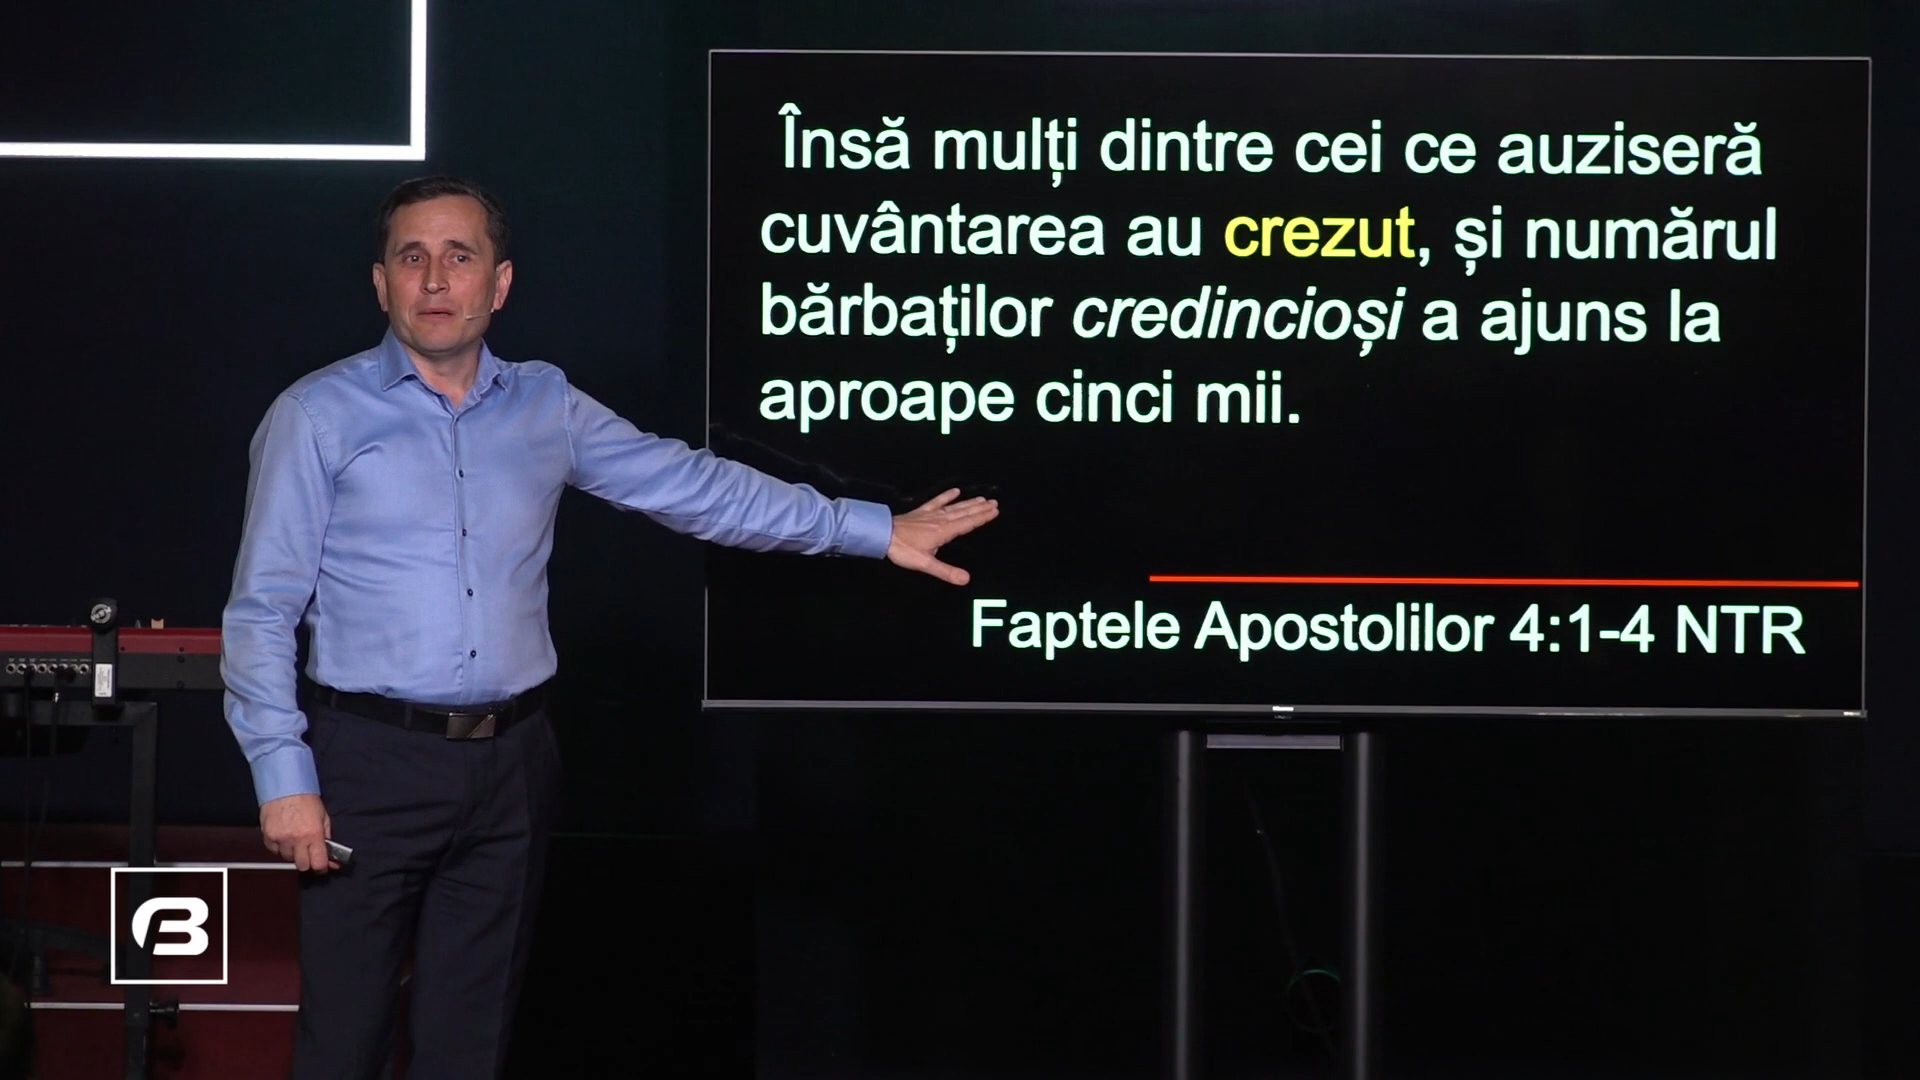 Însă mulți dintre cei ce auziseră
cuvântarea au crezut, și numărul
bărbaților credincioși a ajuns la
aproape cinci mii.
Faptele Apostolilor 4:1-4 NTR